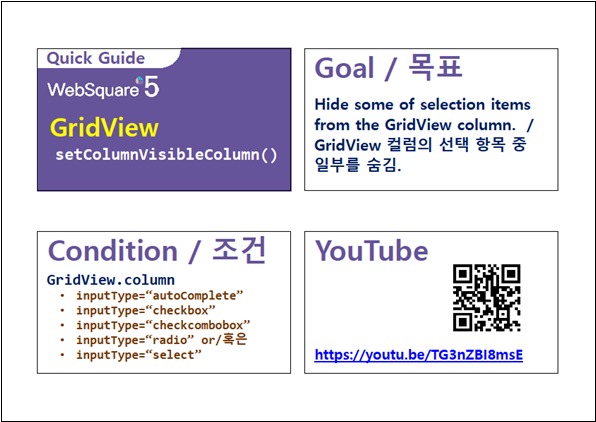 Quick Guide
WebSquare 5
GridView
setColumnVisibleColumn()
Goal / 목표
Hide some of selection items
from the GridView column. /
GridView 컬럼의 선택 항목 중
일부를 숨김.
Condition / 조건
GridView.column
• inputType=“autoComplete”
• inputType=“checkbox”
• inputType=“checkcombobox”
• inputType=“radio” or/혹은
• inputType=“select”
YouTube
https://youtu.be/TG3nZBI8msE